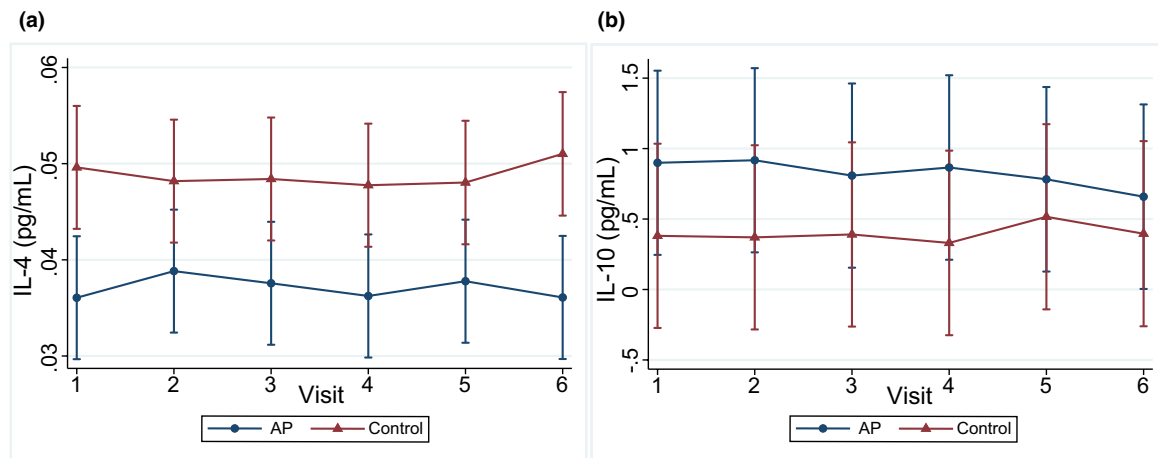 (a)
IL-4 (pg/mL)
.06
.05
.04
.03
1 2 3 4 5 6
Visit
AP Control
(b)
IL-10 (pg/mL)
1.5
1
.5
0
-.5
1 2 3 4 5 6
Visit
AP Control